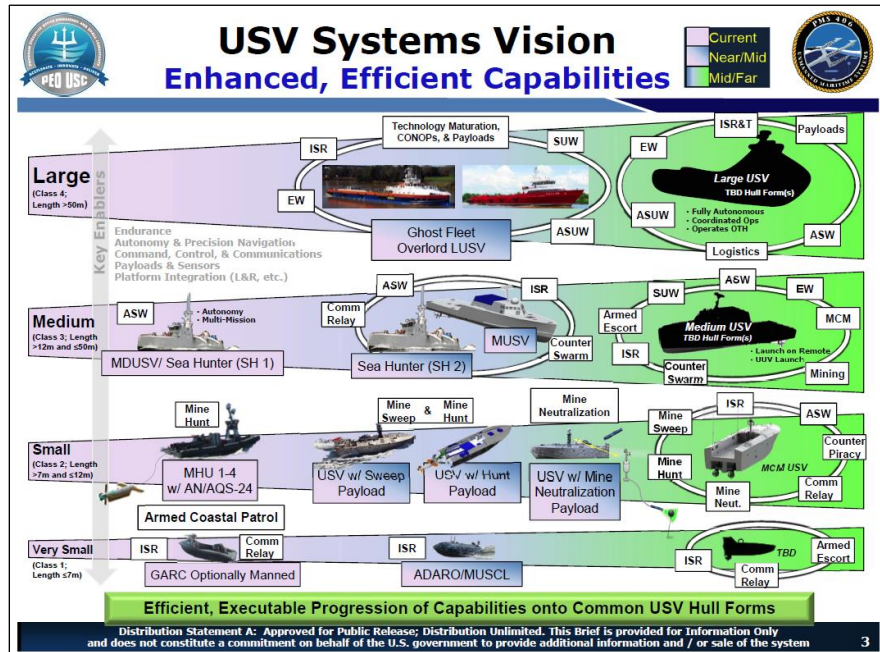 USV Systems Vision
Enhanced, Efficient Capabilities
Current
Near/Mid
Mid/Far
PEO USC
PMS 406
UNMANNED MARITIME SYSTEMS
Key Enablers
Large
(Class 4;
Length >50m)
ISR
Technology Maturation,
CONOPs, & Payloads
SUW
EW
ASUW
Ghost Fleet
Overlord LUSV
ISR&T
Payloads
EW
Large USV
TBD Hull Form(s)
ASUW
• Fully Autonomous
• Coordinated Ops
• Operates OTH
ASW
Logistics
Endurance
Autonomy & Precision Navigation
Command, Control, & Communications
Payloads & Sensors
Platform Integration (L&R, etc.)
Medium
(Class 3; Length
>12m and ≤50m)
ASW
• Autonomy
• Multi-Mission
MDUSV/ Sea Hunter (SH 1)
ASW
ISR
Comm
Relay
MUSV
Counter
Swarm
Sea Hunter (SH 2)
SUW
ASW
EW
Armed
Escort
MCM
Medium USV
TBD Hull Form(s)
ISR
• Launch on Remote
• UUV Launch
Counter
Swarm
Mining
Small
(Class 2; Length
>7m and ≤12m)
Mine
Hunt
MHU 1-4
w/ AN/AQS-24
Mine
Sweep
&
Mine
Hunt
USV w/ Sweep
Payload
USV w/ Hunt
Payload
Mine
Neutralization
USV w/ Mine
Neutralization
Payload
Mine
Sweep
ISR
ASW
Counter
Piracy
Mine
Hunt
MCM USV
Mine
Neut.
Comm
Relay
Armed Coastal Patrol
Very Small
(Class 1;
Length ≤7m)
ISR
Comm
Relay
GARC Optionally Manned
ISR
ADARO/MUSCL
ISR
TBD
Armed
Escort
Comm
Relay
Efficient, Executable Progression of Capabilities onto Common USV Hull Forms
Distribution Statement A: Approved for Public Release; Distribution Unlimited. This Brief is provided for Information Only
and does not constitute a commitment on behalf of the U.S. government to provide additional information and / or sale of the system
3